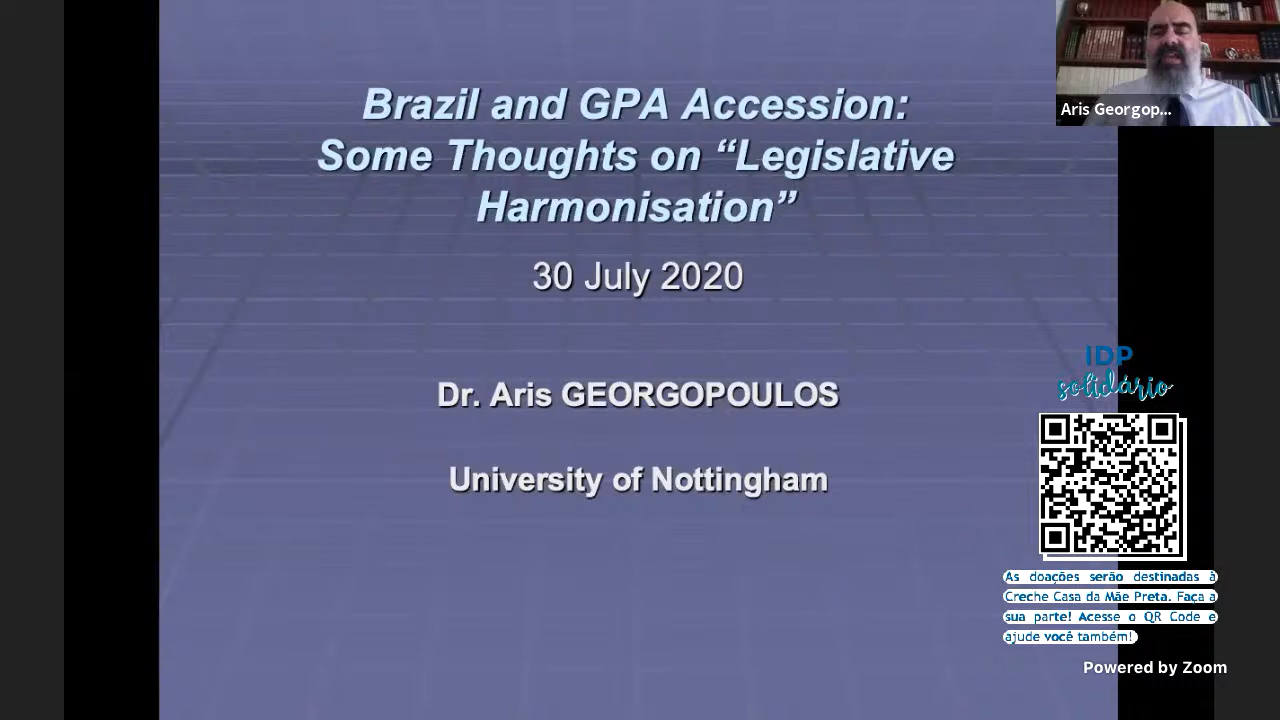 Brazil and GPA Accession:
Some Thoughts on “Legislative
Harmonisation”
30 July 2020
Dr. Aris GEORGOPOULOS
University of Nottingham
Aris Georgop...
IDP
solidário
As doações serão destinadas à
Creche Casa da Mãe Preta. Faça a
sua parte! Acesse o QR Code e
ajude você também!
Powered by Zoom